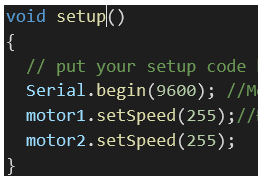 void setup()
{
// put your setup code
Serial.begin(9600); //M
motor1.setSpeed(255);//
motor2.setSpeed(255);
}